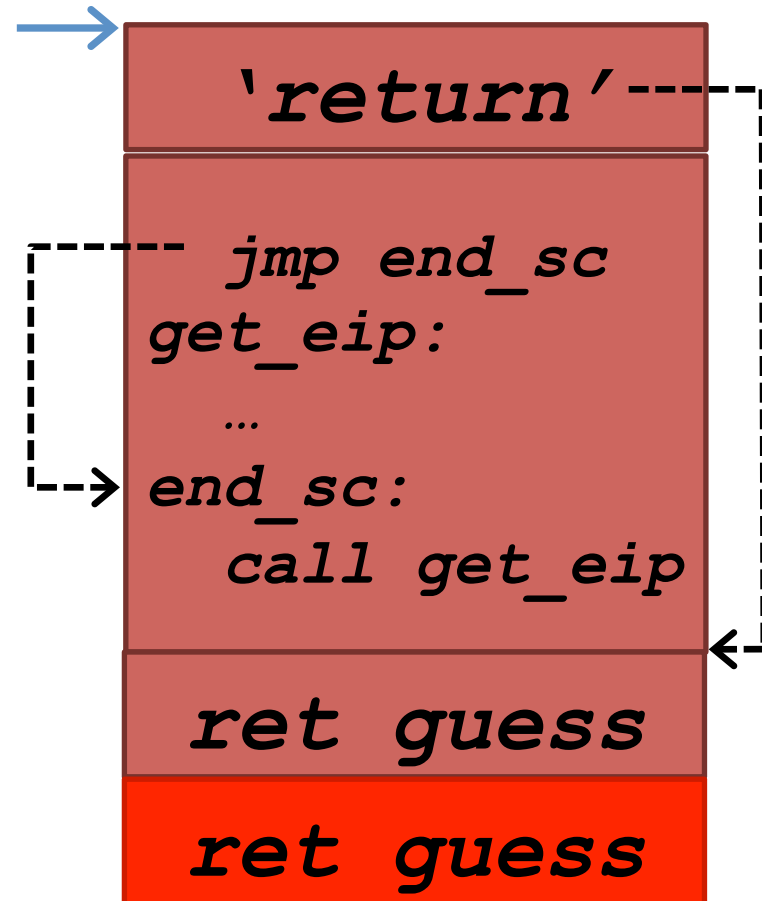 ‘return’
jmp end_sc
get_eip:
…
end_sc:
call get_eip
ret guess
ret guess